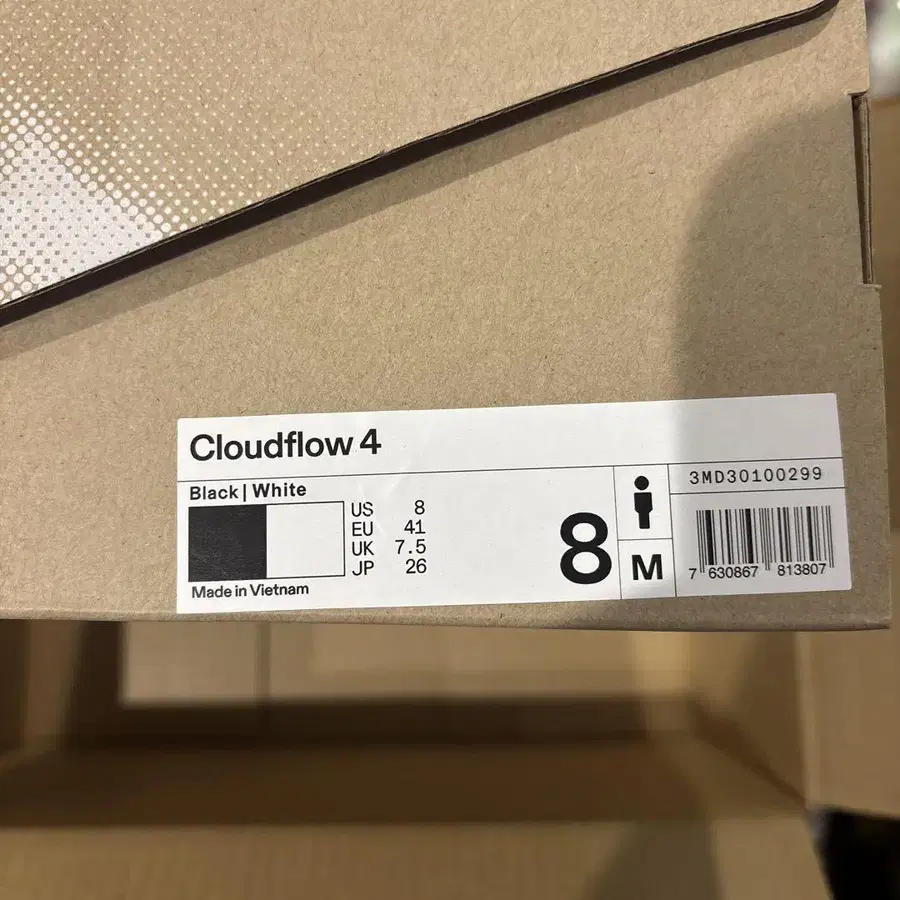 Cloudflow 4
Black | White
US 8
EU 41
UK 7.5
JP 26
Made in Vietnam
8
M
3MD30100299
7 630867 813807